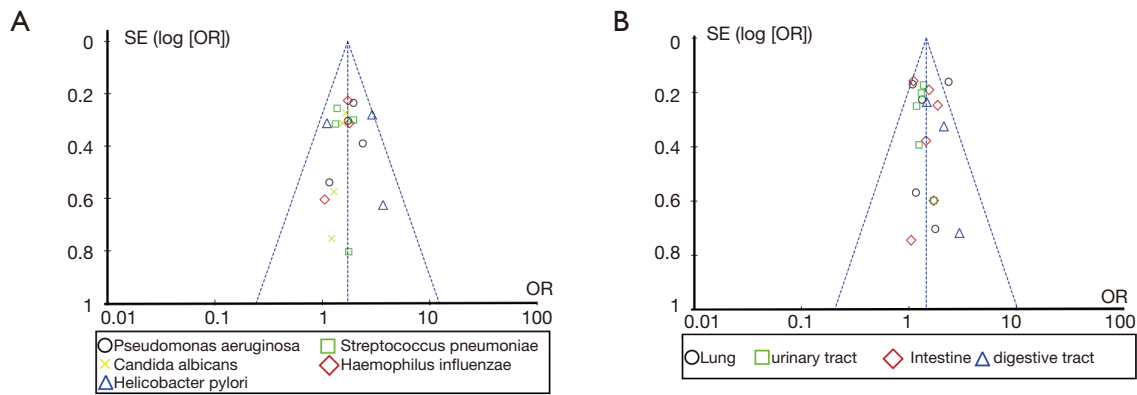 A
SE (log [OR])
0
0.2
0.4
0.6
0.8
1
OR
0.01 0.1 1 10 100
Pseudomonas aeruginosa Streptococcus pneumoniae
Candida albicans Haemophilus influenzae
Helicobacter pylori
B
SE (log [OR])
0
0.2
0.4
0.6
0.8
1
OR
0.01 0.1 1 10 100
Lung urinary tract Intestine digestive tract